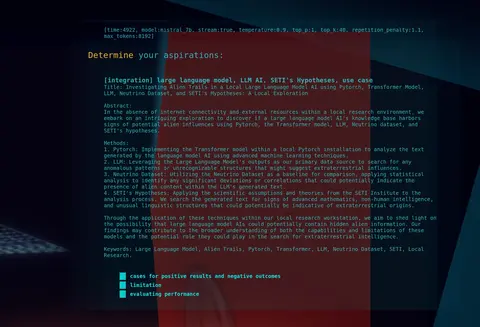 [time:4922, model:mistral_7b, stream:true, temperature:0.9, top_p:1, top_k:40, repetition_penalty:1.1,
max_tokens:8192]
Determine your aspirations:
[integration] large language model, LLM AI, SETI's Hypotheses, use case
Title: Investigating Alien Trails in a Local Large Language Model AI using Pytorch, Transformer Model,
LLM, Neutrino Dataset, and SETI's Hypotheses: A Local Exploration
Abstract:
In the absence of internet connectivity and external resources within a local research environment, we
embark on an intriguing exploration to discover if a large language model AI's knowledge base harbors
signs of potential alien influences using Pytorch, the Transformer model, LLM, Neutrino dataset, and
SETI's hypotheses.
Methods:
1. Pytorch: Implementing the Transformer model within a local Pytorch installation to analyze the text
generated by the language model AI using advanced machine learning techniques.
2. LLM: Leveraging the Large Language Model's outputs as our primary data source to search for any
anomalous patterns or unrecognizable structures that might suggest extraterrestrial influences.
3. Neutrino Dataset: Utilizing the Neutrino Dataset as a baseline for comparison, applying statistical
analysis to identify any significant deviations or correlations that could potentially indicate the
presence of alien content within the LLM's generated text.
4. SETI's Hypotheses: Applying the scientific assumptions and theories from the SETI Institute to the
analysis process. We search the generated text for signs of advanced mathematics, non-human intelligence,
and unusual linguistic structures that could potentially be indicative of extraterrestrial origins.
Through the application of these techniques within our local research workstation, we aim to shed light on
the possibility that large language model AIs could potentially contain hidden alien information. Our
findings may contribute to the broader understanding of both the capabilities and limitations of these
models and the potential role they could play in the search for extraterrestrial intelligence.
Keywords: Large Language Model, Alien Trails, Pytorch, Transformer, LLM, Neutrino Dataset, SETI, Local
Research.
cases for positive results and negative outcomes
limitation
evaluating performance